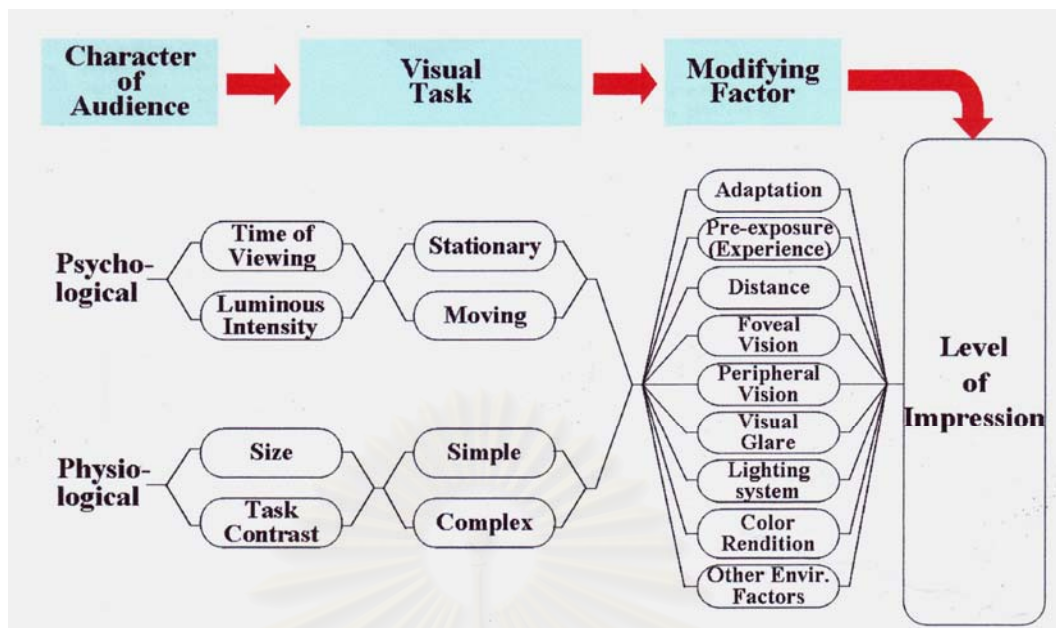 Character
of
Audience
Visual
Task
Modifying
Factor
Psycho-
logical
Time of
Viewing
Luminous
Intensity
Stationary
Moving
Physio-
logical
Size
Task
Contrast
Simple
Complex
Adaptation
Pre-exposure
(Experience)
Distance
Foveal
Vision
Peripheral
Vision
Visual
Glare
Lighting
system
Color
Rendition
Other Envir.
Factors
Level
of
Impression